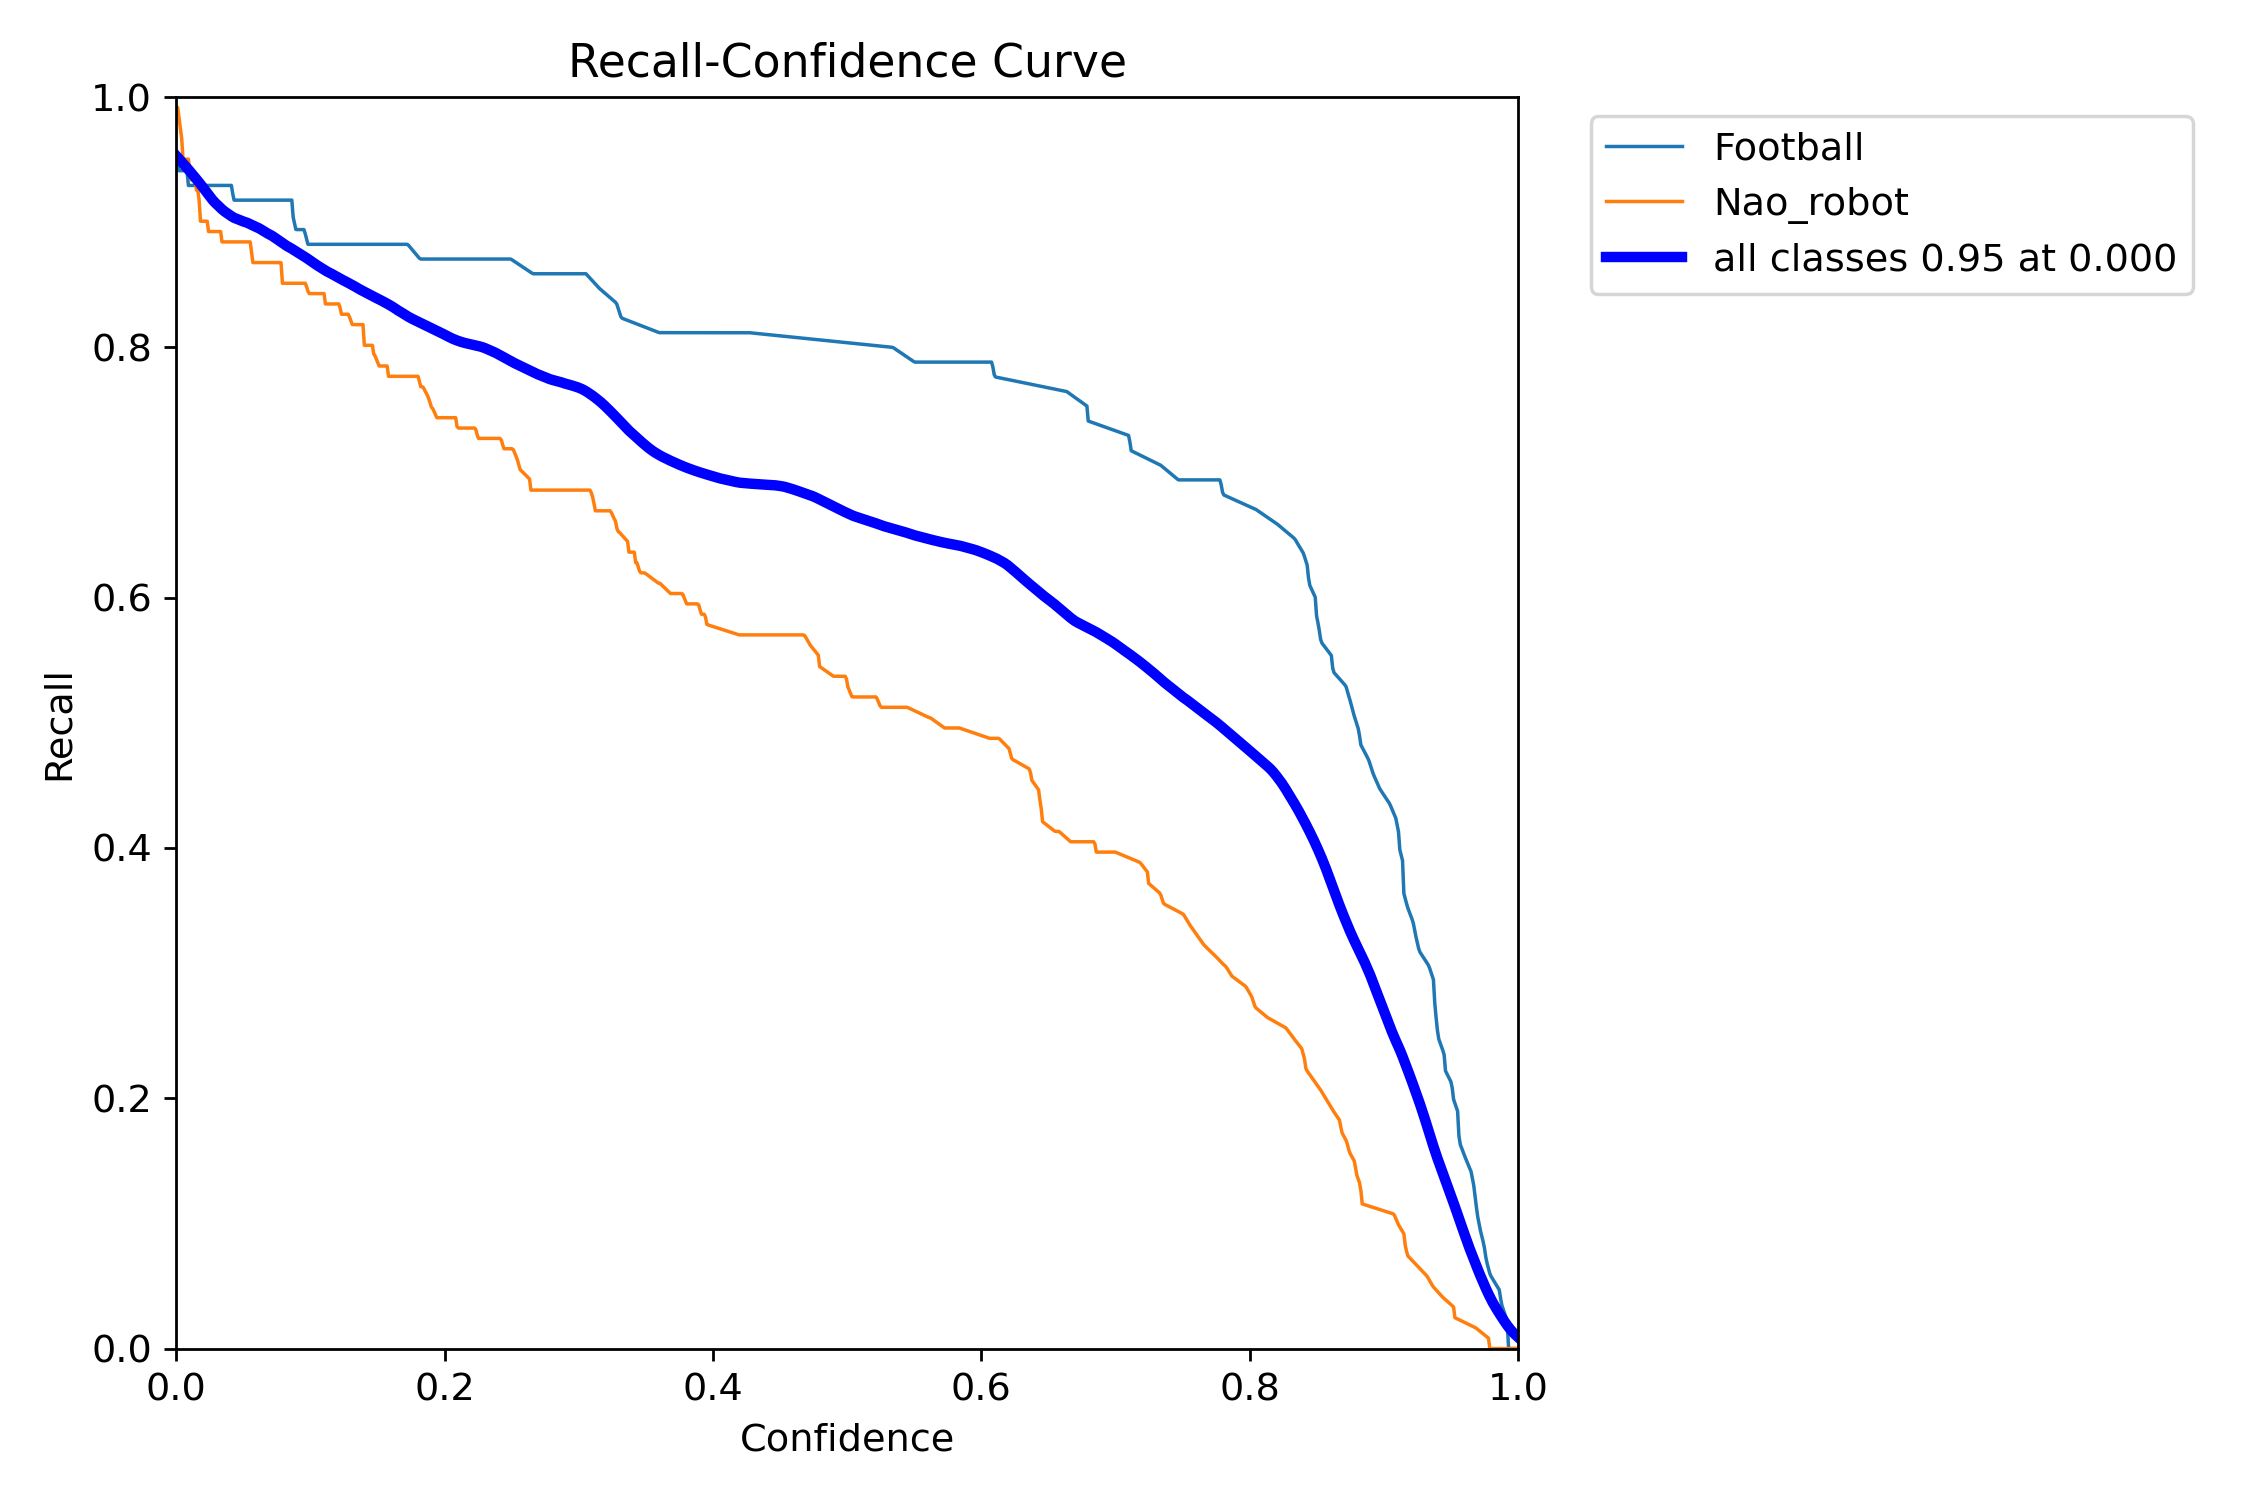 Recall-Confidence Curve
Football
Nao_robot
all classes 0.95 at 0.000
Recall
1.0
0.8
0.6
0.4
0.2
0.0
0.0 0.2 0.4 0.6 0.8 1.0
Confidence